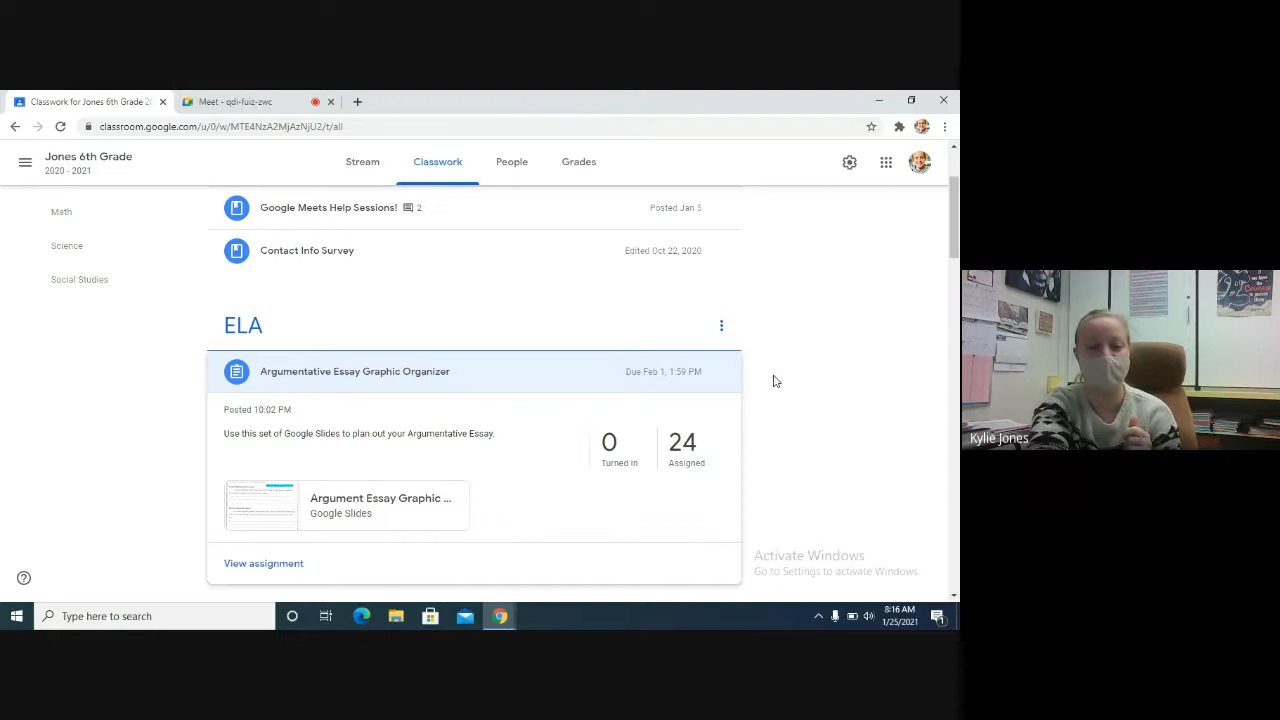 Classwork for Jones 6th Grade 20
Meet - qdi-fuiz-zwc
classroom.google.com/u/0/w/MTE4NzA2MjAzNjU2/t/all
Jones 6th Grade
2020 - 2021
Stream
Classwork
People
Grades
Math
Science
Social Studies
Google Meets Help Sessions! 2
Posted Jan 5
Contact Info Survey
Edited Oct 22, 2020
ELA
Argumentative Essay Graphic Organizer
Due Feb 1, 1:59 PM
Posted 10:02 PM
Use this set of Google Slides to plan out your Argumentative Essay.
0
Turned in
24
Assigned
Argument Essay Graphic ...
Google Slides
View assignment
Activate Windows
Go to Settings to activate Windows.
Type here to search
8:16 AM
1/25/2021
1
Kylie Jones